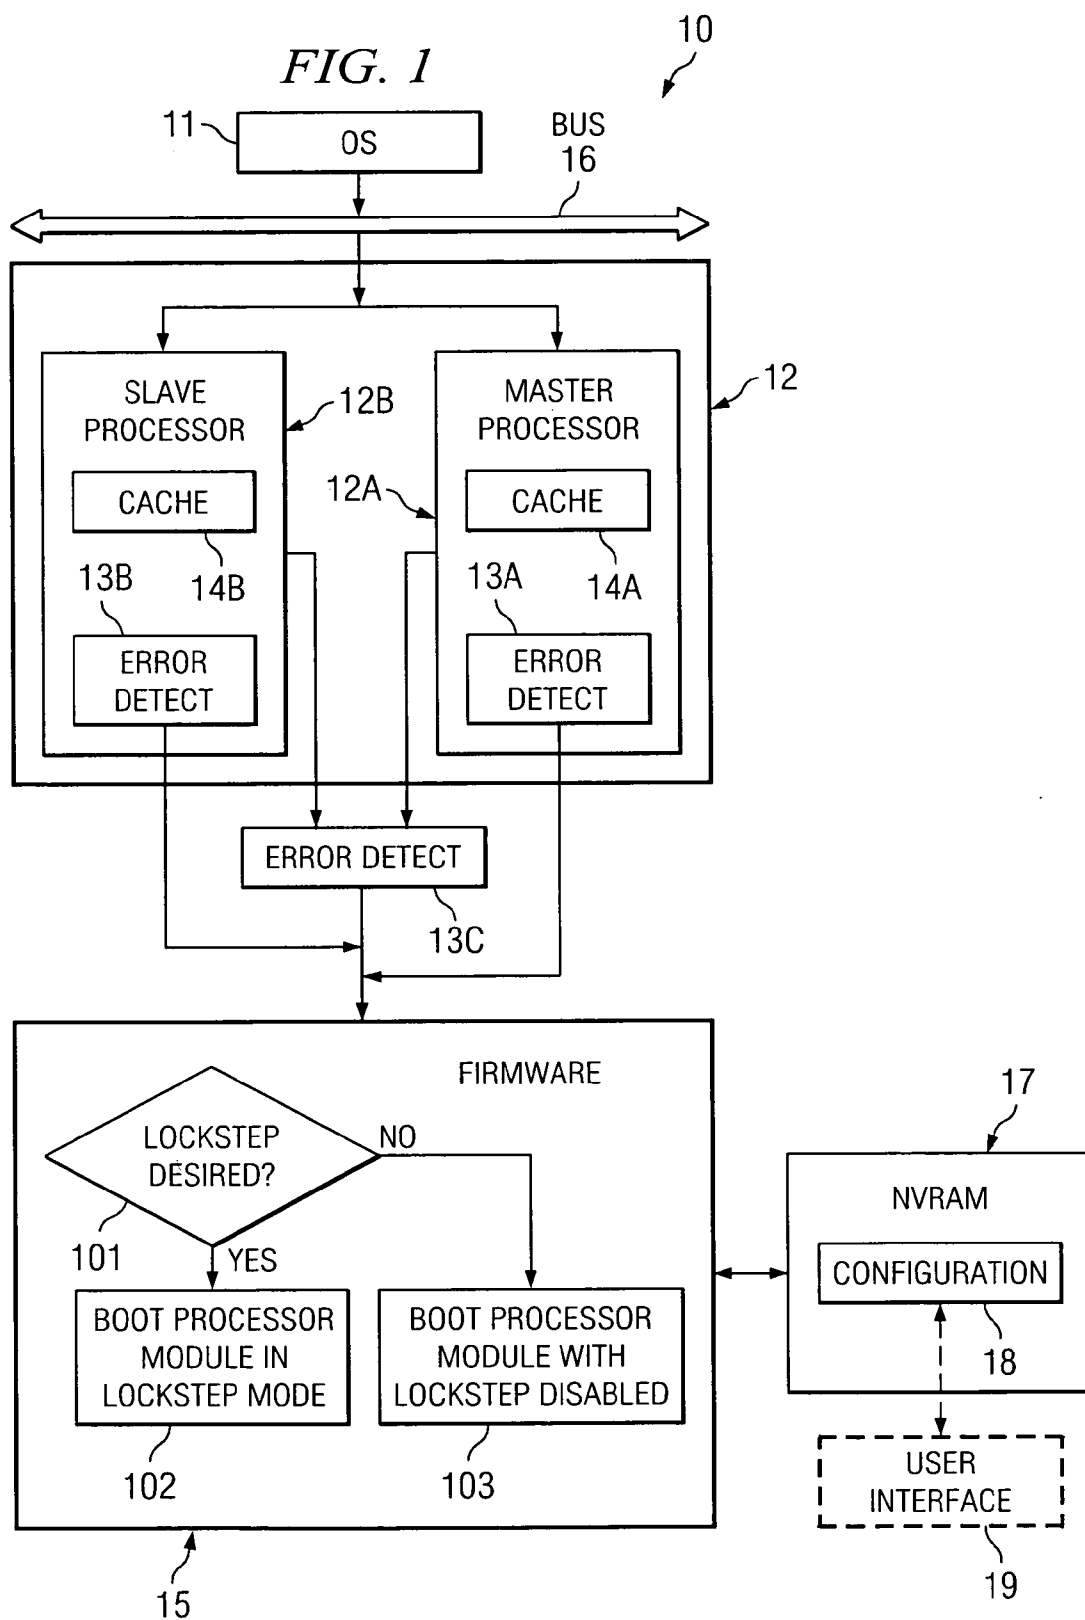 10
FIG. 1
11
OS
BUS
16
12
SLAVE
PROCESSOR
12B
MASTER
PROCESSOR
CACHE
12A
CACHE
13B
14B
13A
14A
ERROR
DETECT
ERROR
DETECT
ERROR DETECT
13C
FIRMWARE
17
LOCKSTEP
DESIRED?
NO
NVRAM
101
YES
CONFIGURATION
BOOT PROCESSOR
MODULE IN
LOCKSTEP MODE
BOOT PROCESSOR
MODULE WITH
LOCKSTEP DISABLED
18
102
103
USER
INTERFACE
15
19